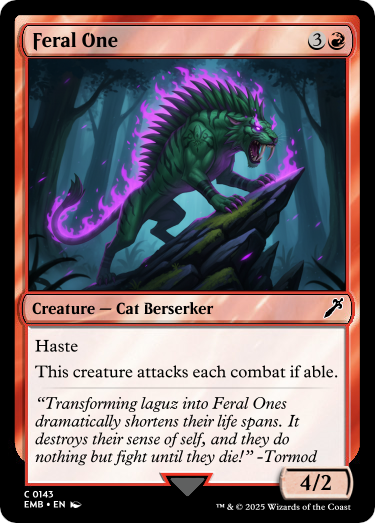 Feral One 3
Creature — Cat Berserker
Haste
This creature attacks each combat if able.
“Transforming laguz into Feral Ones
dramatically shortens their life spans. It
destroys their sense of self, and they do
nothing but fight until they die!” -Tormod
4/2
C 0143
EMB • EN
™ & © 2025 Wizards of the Coast